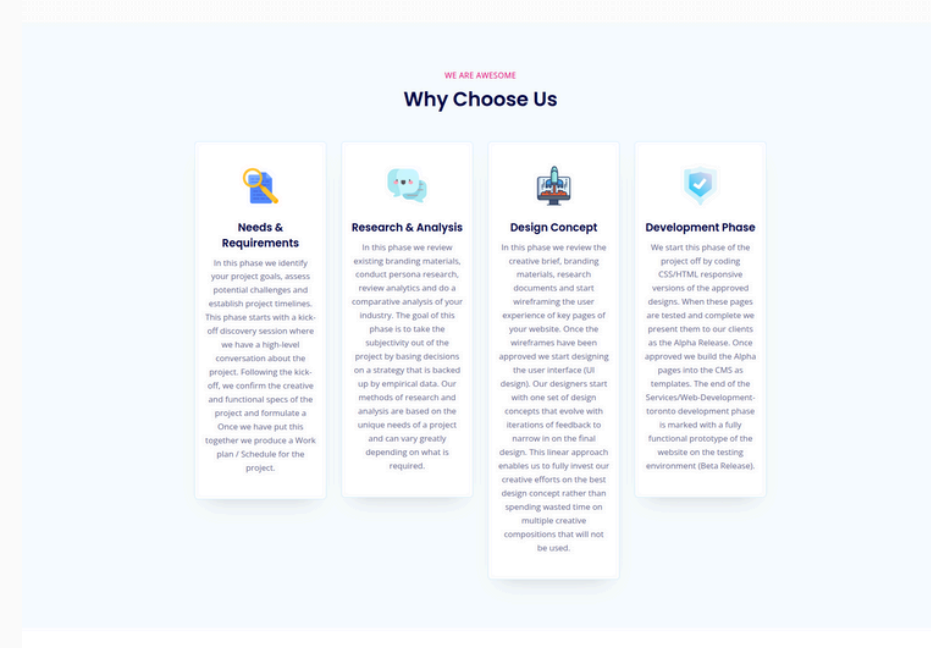 WE ARE AWESOME
Why Choose Us
Needs &
Requirements
In this phase we identify
your project goals, assess
potential challenges and
establish project timelines.
This phase starts with a kick-
off discovery session where
we have a high-level
conversation about the
project. Following the kick-
off, we confirm the creative
and functional specs of the
project and formulate a
Once we have put this
together we produce a Work
plan / Schedule for the
project.
Research & Analysis
In this phase we review
existing branding materials,
conduct persona research,
review analytics and do a
comparative analysis of your
industry. The goal of this
phase is to take the
subjectivity out of the
project by basing decisions
on a strategy that is backed
up by empirical data. Our
methods of research and
analysis are based on the
unique needs of a project
and can vary greatly
depending on what is
required.
Design Concept
In this phase we review the
creative brief, branding
materials, research
documents and start
wireframing the user
experience of key pages of
your website. Once the
wireframes have been
approved we start designing
the user interface (UI
design). Our designers start
with one set of design
concepts that evolve with
iterations of feedback to
narrow in on the final
design. This linear approach
enables us to fully invest our
creative efforts on the best
design concept rather than
spending wasted time on
multiple creative
compositions that will not
be used.
Development Phase
We start this phase of the
project off by coding
CSS/HTML responsive
versions of the approved
designs. When these pages
are tested and complete we
present them to our clients
as the Alpha Release. Once
approved we build the Alpha
pages into the CMS as
templates. The end of the
Services/Web-Development-
toronto development phase
is marked with a fully
functional prototype of the
website on the testing
environment (Beta Release).